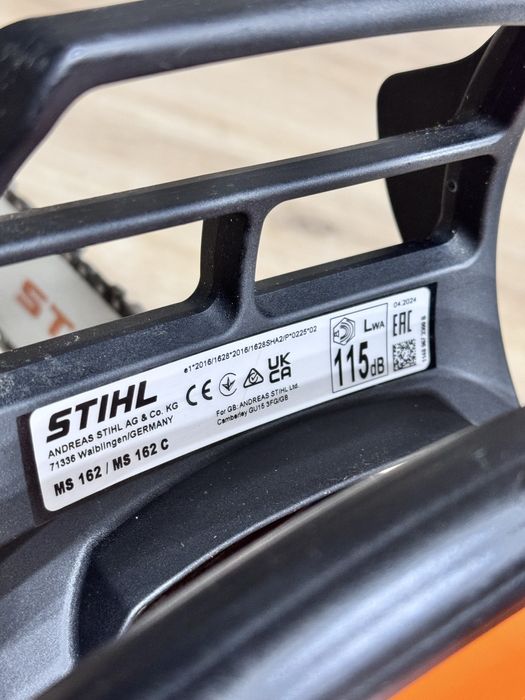 e1*2016/1628*2016/1628SHA2/P*0225*02
STIHL
ANDREAS STIHL AG & Co. KG
71336 Waiblingen/GERMANY
MS 162 / MS 162 C
CE
UK
CA
For GB: ANDREAS STIHL Ltd.
Camberley GU15 3FG/GB
LWA
115dB
04.2024
EAC
ST